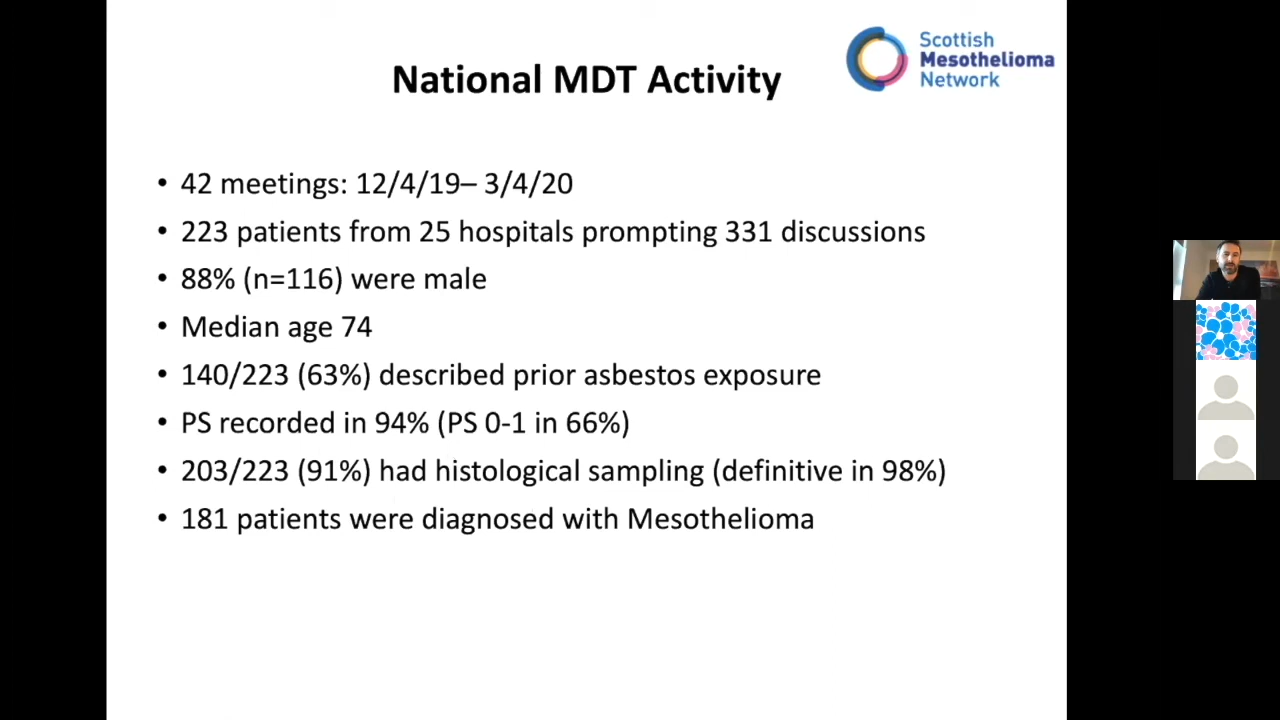 National MDT Activity
Scottish
Mesothelioma
Network
• 42 meetings: 12/4/19– 3/4/20
• 223 patients from 25 hospitals prompting 331 discussions
• 88% (n=116) were male
• Median age 74
• 140/223 (63%) described prior asbestos exposure
• PS recorded in 94% (PS 0-1 in 66%)
• 203/223 (91%) had histological sampling (definitive in 98%)
• 181 patients were diagnosed with Mesothelioma